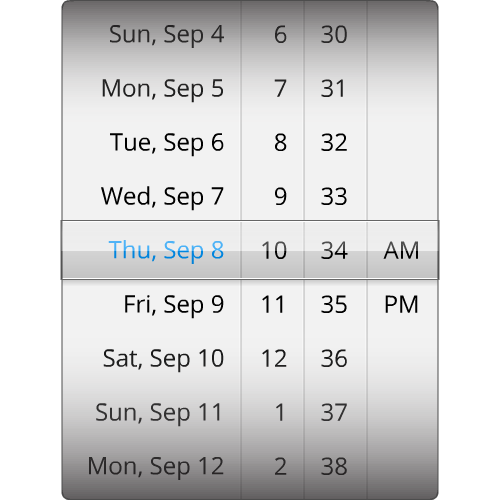 Sun, Sep 4 6 30
Mon, Sep 5 7 31
Tue, Sep 6 8 32
Wed, Sep 7 9 33
Thu, Sep 8 10 34 AM
Fri, Sep 9 11 35 PM
Sat, Sep 10 12 36
Sun, Sep 11 1 37
Mon, Sep 12 2 38